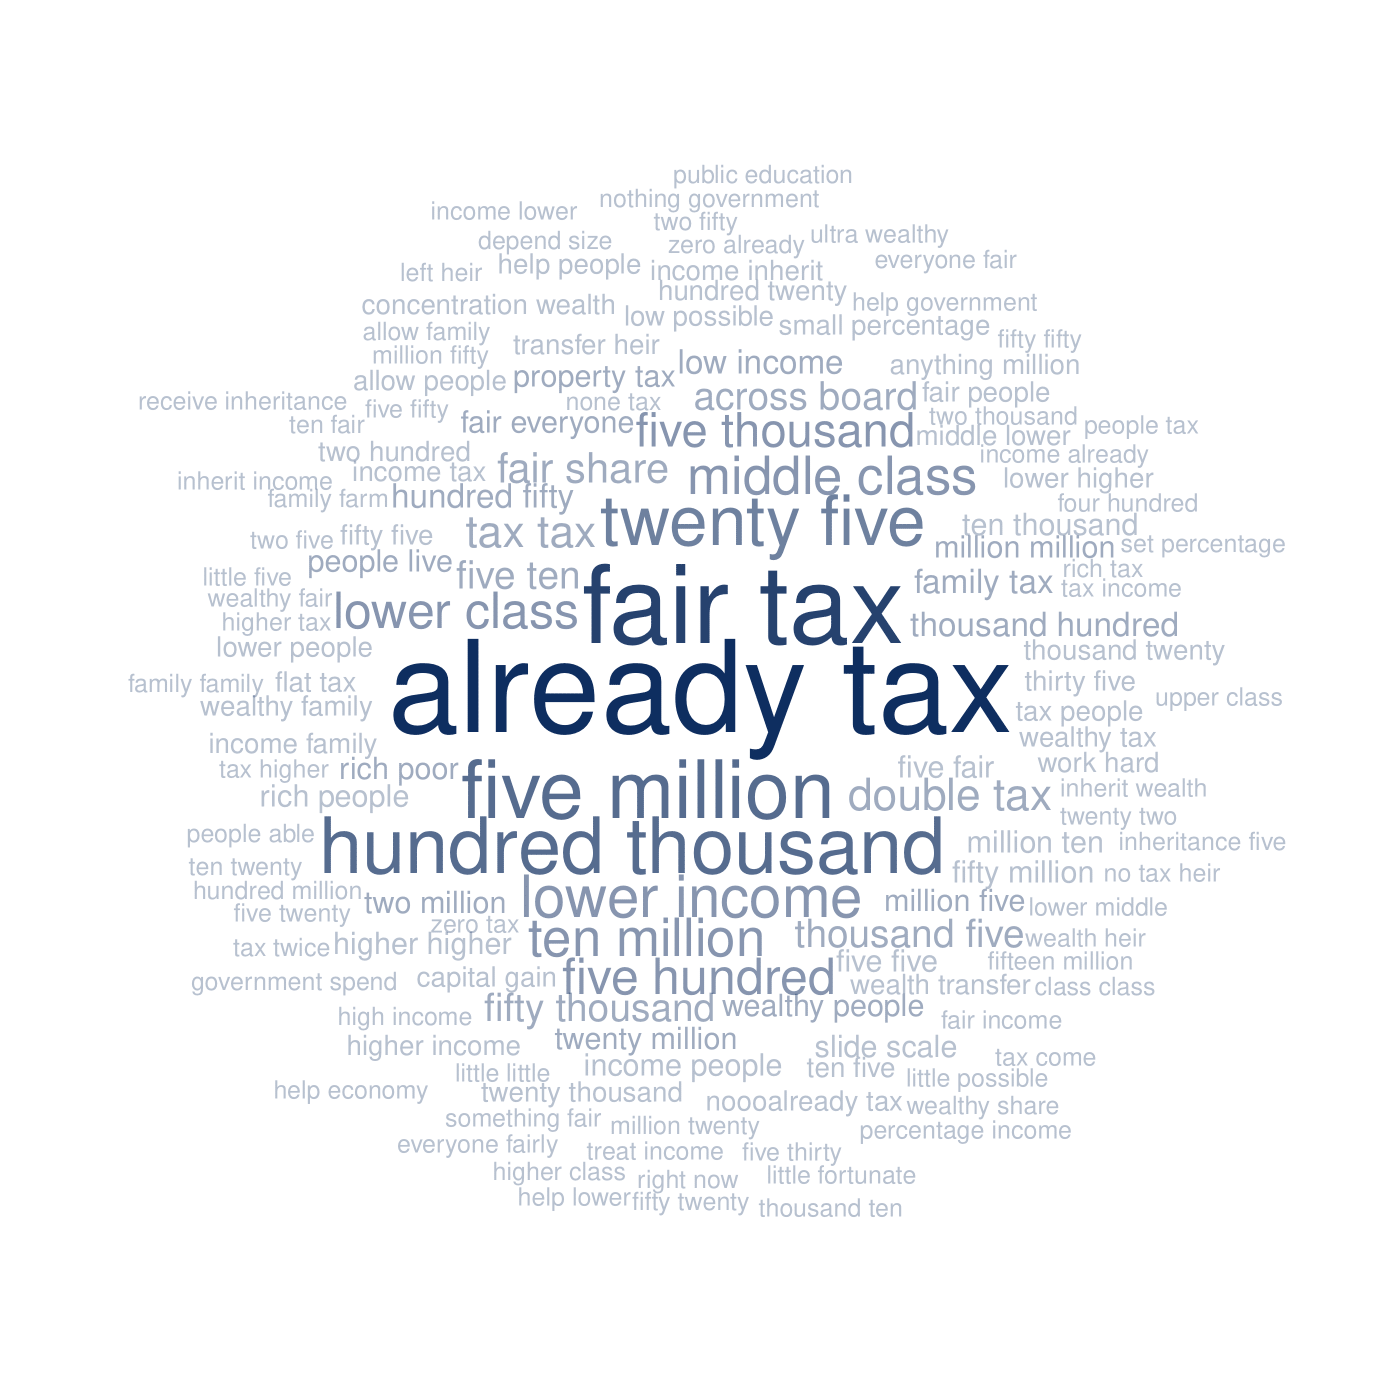 public education
nothing government
income lower
two fifty
ultra wealthy
depend size
zero already
everyone fair
left heir
help people
income inherit
hundred twenty
help government
concentration wealth
low possible
small percentage
allow family
fifty fifty
million fifty
transfer heir
low income
anything million
allow people
property tax
across board
fair people
receive inheritance
five fifty
none tax
two thousand
ten fair
fair everyone
five thousand
middle lower
people tax
two hundred
income already
income tax
fair share
middle class
lower higher
inherit income
family farm
hundred fifty
four hundred
two five
fifty five
tax tax
twenty five
ten thousand
million million
set percentage
people live
five ten
rich tax
little five
family tax
tax income
wealthy fair
lower class
fair tax
higher tax
thousand hundred
lower people
already tax
thousand twenty
family family
flat tax
thirty five
upper class
wealthy family
tax people
income family
wealthy tax
tax higher
rich poor
five million
five fair
work hard
rich people
double tax
inherit wealth
twenty two
people able
hundred thousand
million ten
inheritance five
ten twenty
fifty million
no tax heir
hundred million
two million
lower income
million five
lower middle
five twenty
zero tax
tax twice
higher higher
ten million
thousand five
wealth heir
government spend
capital gain
five hundred
five five
fifteen million
wealth transfer
class class
high income
fifty thousand
wealthy people
fair income
higher income
twenty million
slide scale
tax come
little little
income people
ten five
little possible
help economy
twenty thousand
noooalready tax
wealthy share
something fair
million twenty
percentage income
everyone fairly
treat income
five thirty
higher class
right now
little fortunate
help lower
fifty twenty
thousand ten